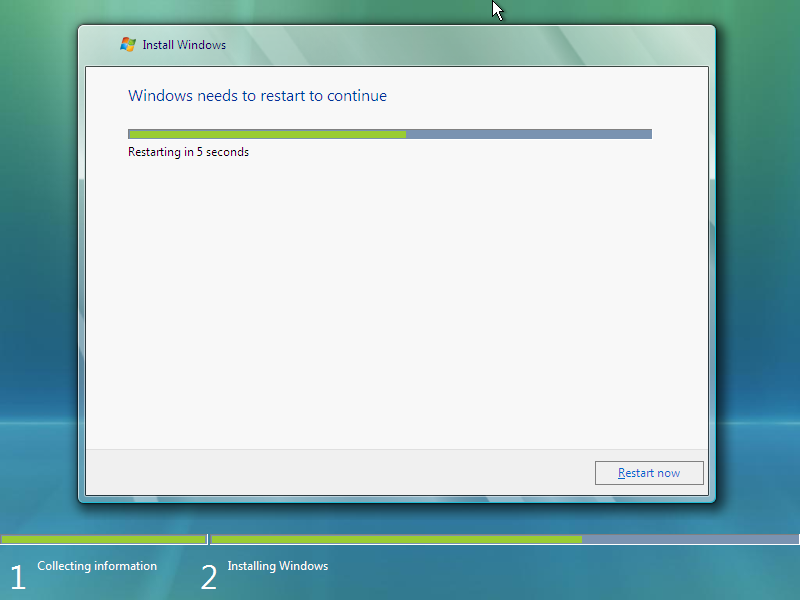 Install Windows
Windows needs to restart to continue
Restarting in 5 seconds
Restart now
1 Collecting information
2 Installing Windows